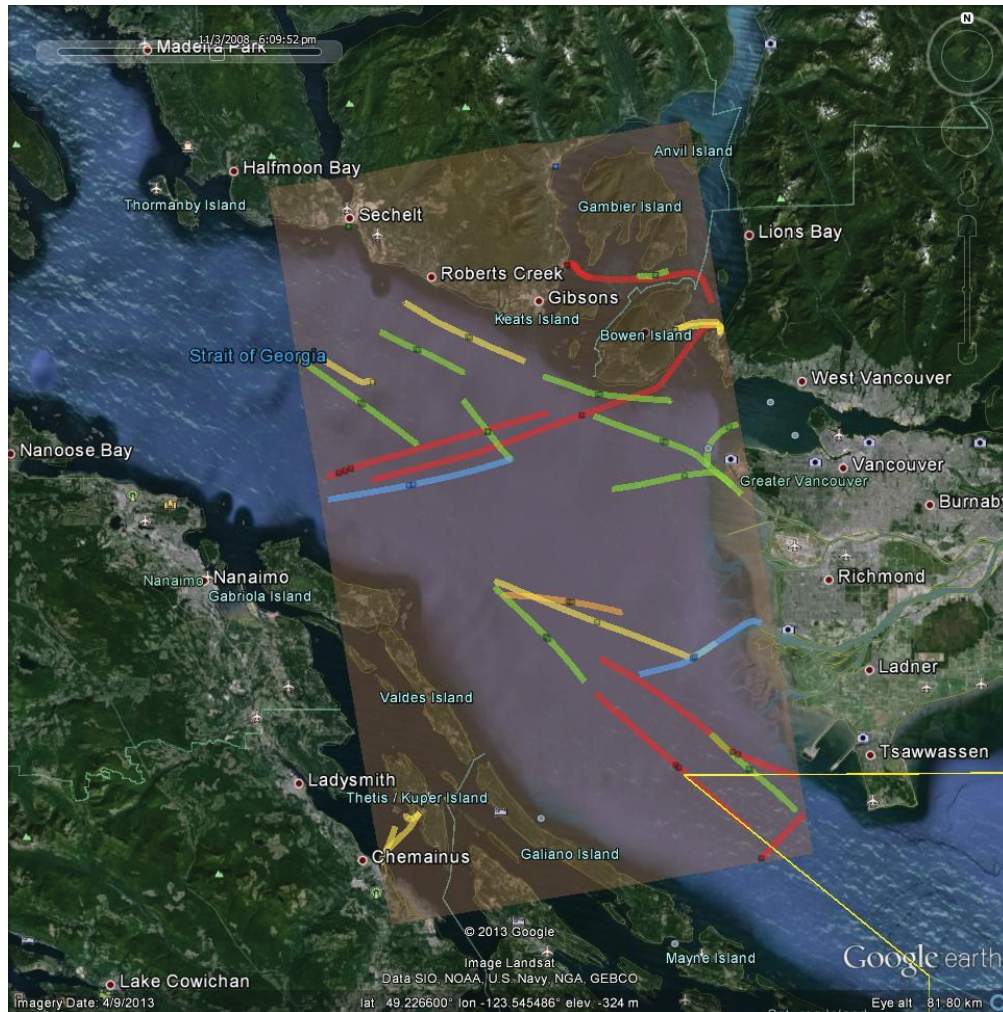 11/3/2008 6:09:52 pm
N
Madeira Park
Anvil Island
Halfmoon Bay
Thormanby Island
Gambier Island
Sechelt
Lions Bay
Roberts Creek
Gibsons
Keats Island
Bowen Island
Strait of Georgia
West Vancouver
Nanoose Bay
Vancouver
Greater Vancouver
Burnaby
Nanaimo
Nanaimo
Richmond
Gabriola Island
Ladner
Valdes Island
Tsawwassen
Ladysmith
Thetis / Kuper Island
Chemainus
Galiano Island
© 2013 Google
Image Landsat
Data SIO, NOAA, U.S. Navy, NGA, GEBCO
Mayne Island
Google earth
Lake Cowichan
Imagery Date: 4/9/2013
lat 49.226600° lon -123.545486° elev. -324 m
Eye alt 81.80 km